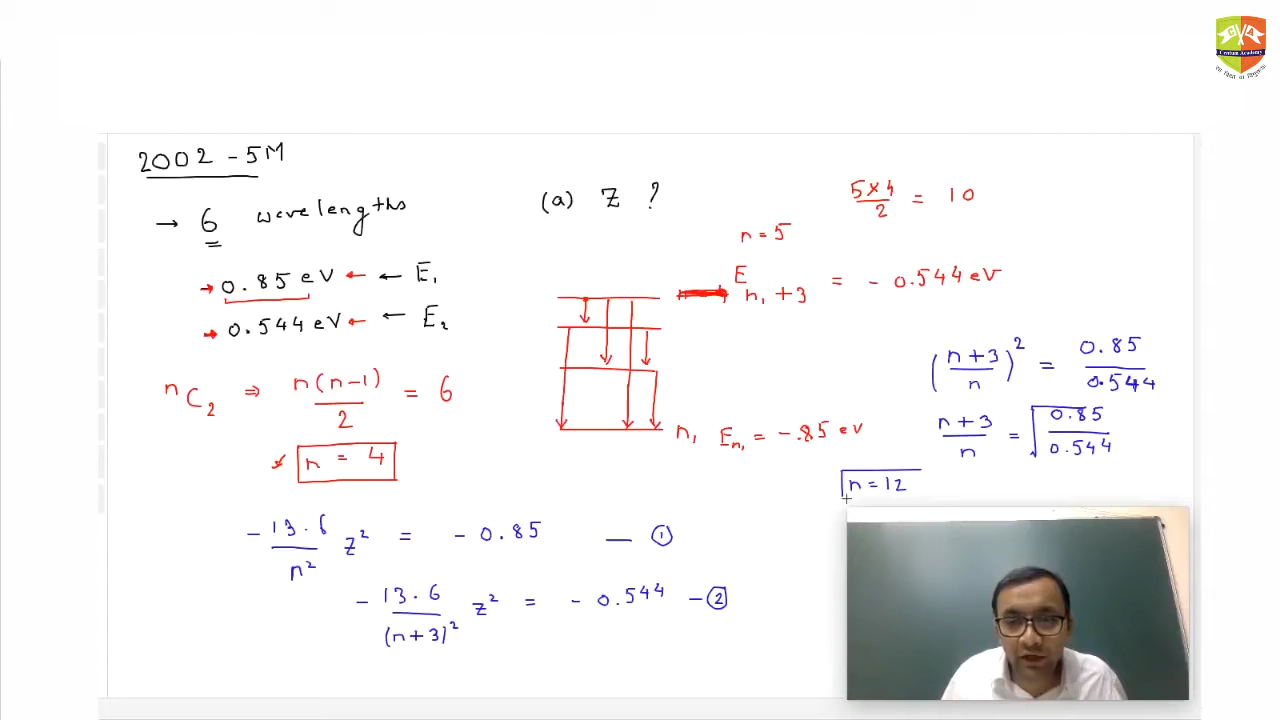 2002 - 5M
→ 6 wavelengths
→ 0.85 eV ← ← E₁
→ 0.544 eV ← ← E₂
ⁿC₂ ⇒ n(n-1)/2 = 6
n = 4
(a) Z ?
5×4/2 = 10
n = 5
E n₁ + 3 = - 0.544 eV
n₁ Eₙ₁ = -.85 eV
((n+3)/n)² = 0.85/0.544
(n+3)/n = √(0.85/0.544)
n = 12
- 13.6/n² z² = - 0.85 — ①
- 13.6/(n+3)² z² = - 0.544 — ②
Centum Academy